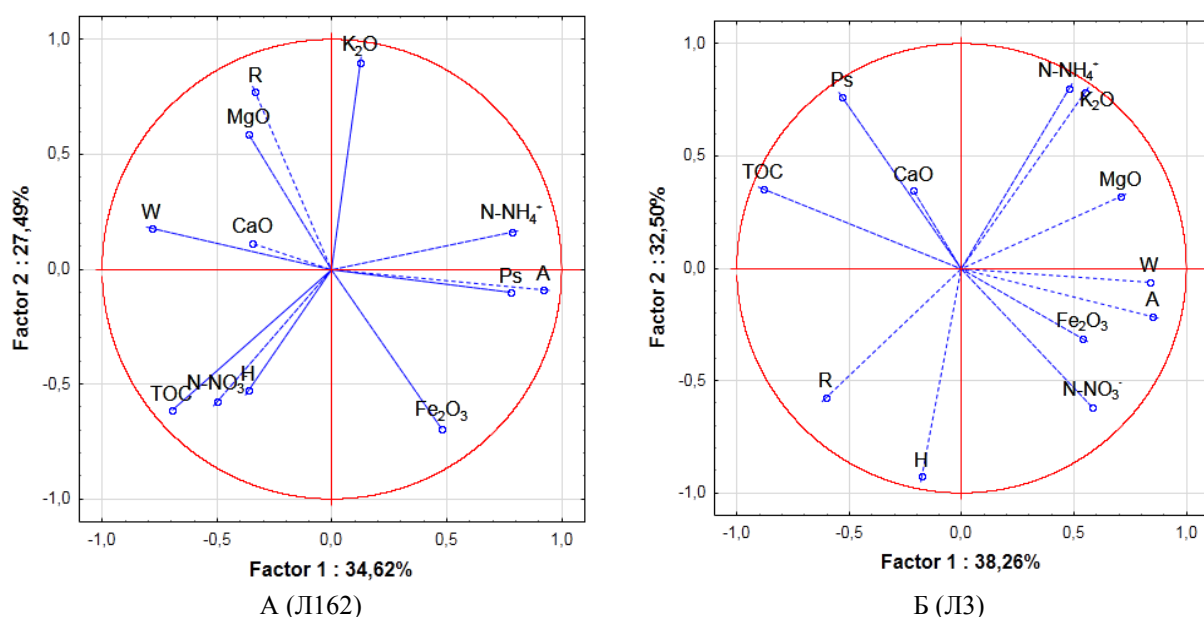 1,0
0,5
0,0
-0,5
-1,0
Factor 2 : 27,49%
K₂O
R
MgO
W
CaO
N-NH₄⁺
Ps
A
TOC
N-NO₃⁻
H
Fe₂O₃
-1,0 -0,5 0,0 0,5 1,0
Factor 1 : 34,62%
А (Л162)
1,0
0,5
0,0
-0,5
-1,0
Factor 2 : 32,50%
Ps
N-NH₄⁺
K₂O
TOC
CaO
MgO
W
A
Fe₂O₃
R
N-NO₃⁻
H
-1,0 -0,5 0,0 0,5 1,0
Factor 1 : 38,26%
Б (Л3)